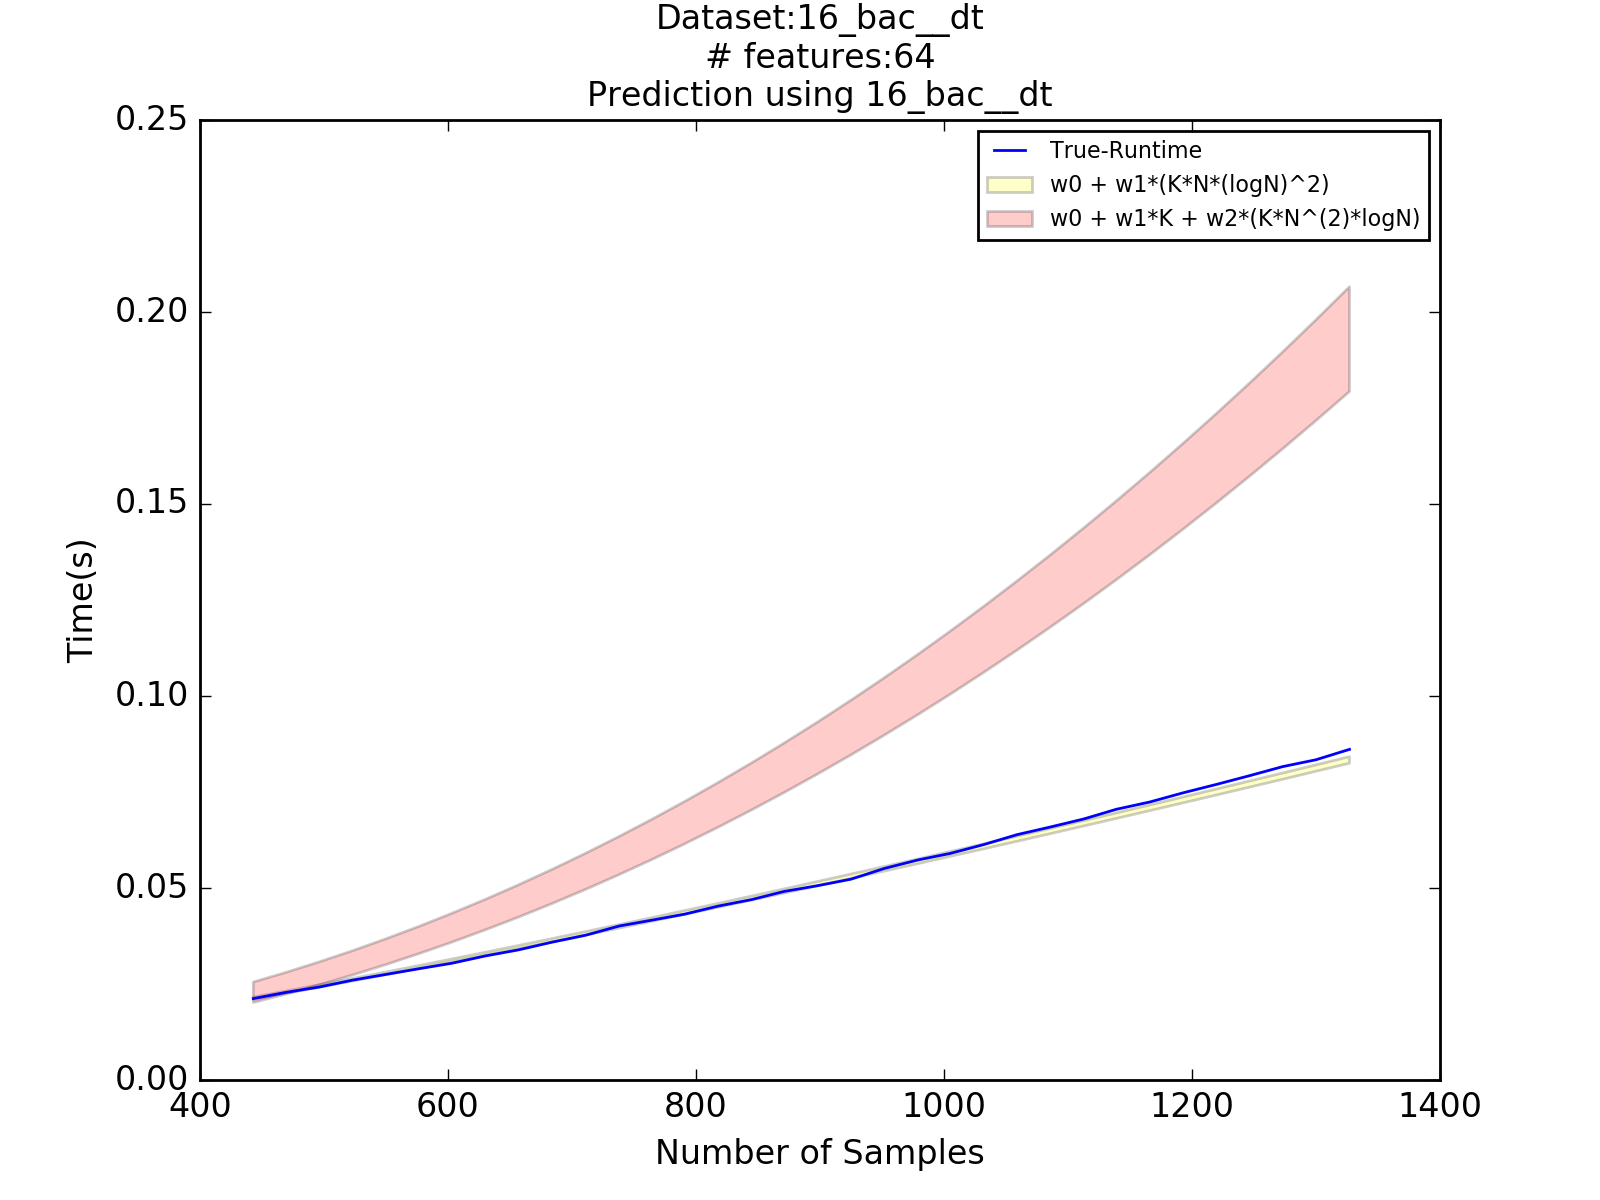 Dataset:16_bac__dt
# features:64
Prediction using 16_bac__dt
True-Runtime
w0 + w1*(K*N*(logN)^2)
w0 + w1*K + w2*(K*N^(2)*logN)
0.25
0.20
0.15
0.10
0.05
0.00
Time(s)
400 600 800 1000 1200 1400
Number of Samples